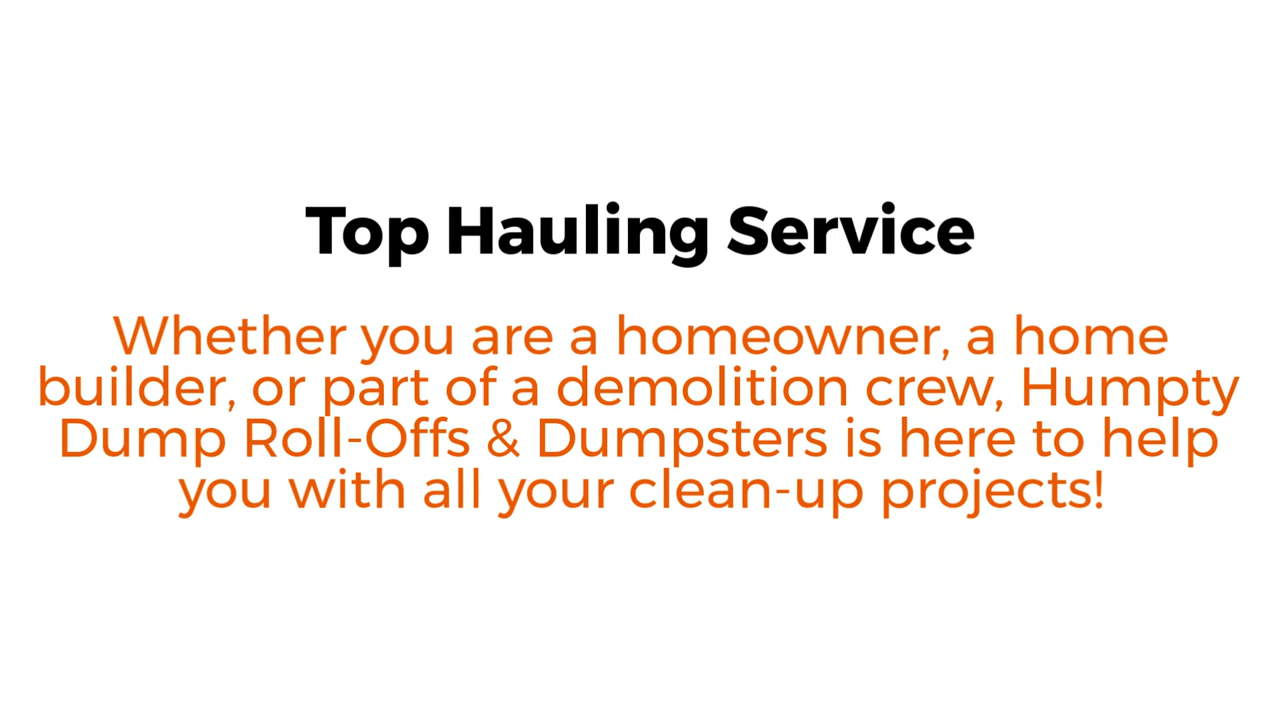 Top Hauling Service
Whether you are a homeowner, a home
builder, or part of a demolition crew, Humpty
Dump Roll-Offs & Dumpsters is here to help
you with all your clean-up projects!